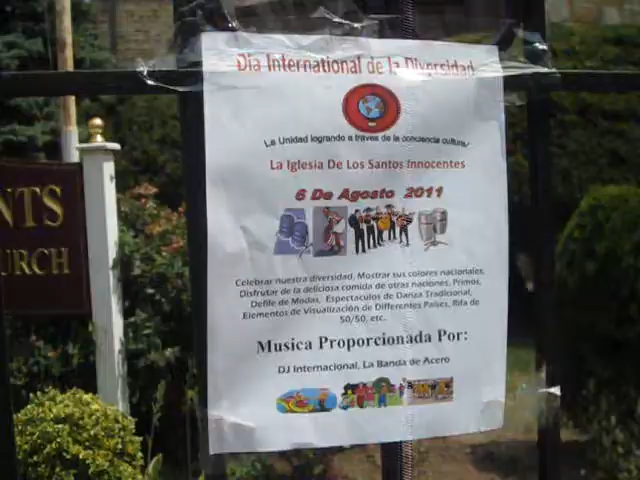 Dia International de la Diversidad
La Unidad logrando a traves de la conciencia cultural
La Iglesia De Los Santos Innocentes
6 De Agosto 2011
Celebrar nuestra diversidad, Mostrar sus colores nacionales,
Disfrutar de la deliciosa comida de otras naciones, Primos,
Defile de Modas, Espectaculos de Danza Tradicional,
Elementos de Visualización de Differentes Paises, Rifa de
50/50, etc.
Musica Proporcionada Por:
DJ Internacional, La Banda de Acero
NTS
URCH